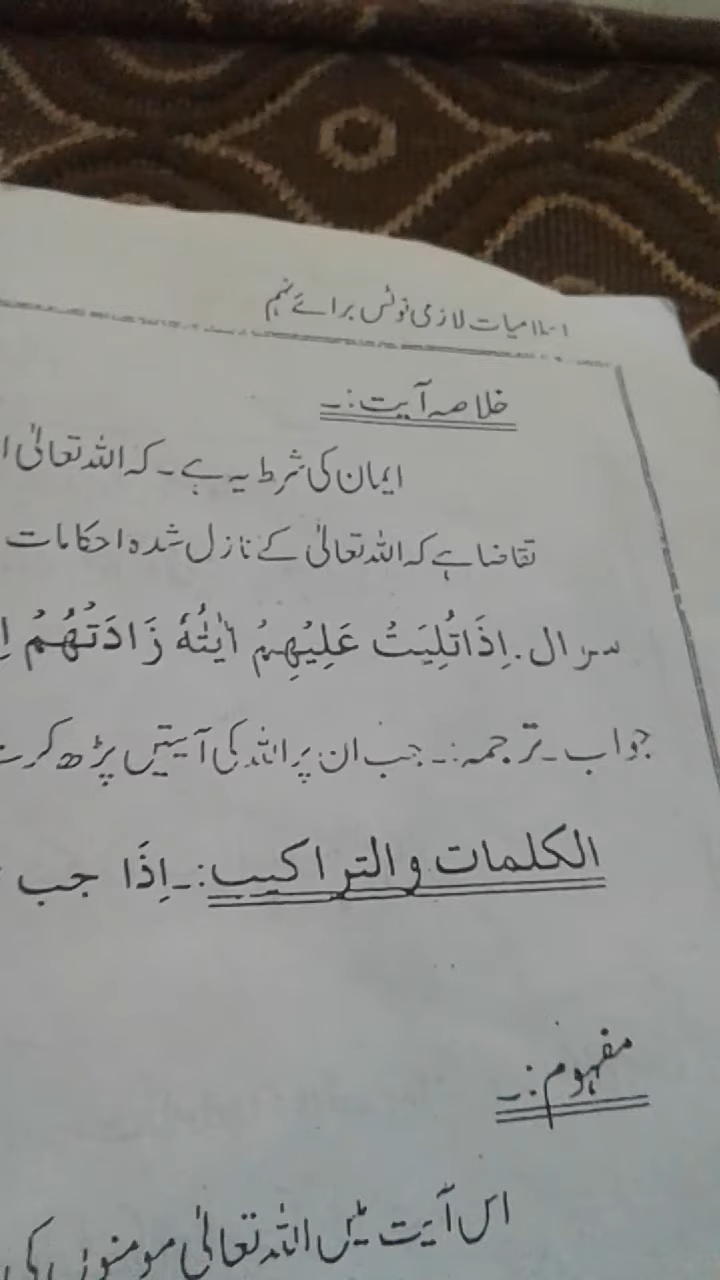 اسلامیات لازمی نوٹس برائے نہم
خلاصہ آیت:۔
ایمان کی شرط یہ ہے۔ کہ اللہ تعالیٰ
تقاضا ہے کہ اللہ تعالیٰ کے نازل شدہ احکامات
سوال. اِذَا تُلِيَتْ عَلَيْهِمْ اٰيٰتُهٗ زَادَتْهُمْ
جواب۔ ترجمہ:۔ جب ان پر اللہ کی آیتیں پڑھ کر
الکلمات والتراکیب:۔ اِذَا جب
مفہوم:۔
اس آیت میں اللہ تعالیٰ مومنوں کی